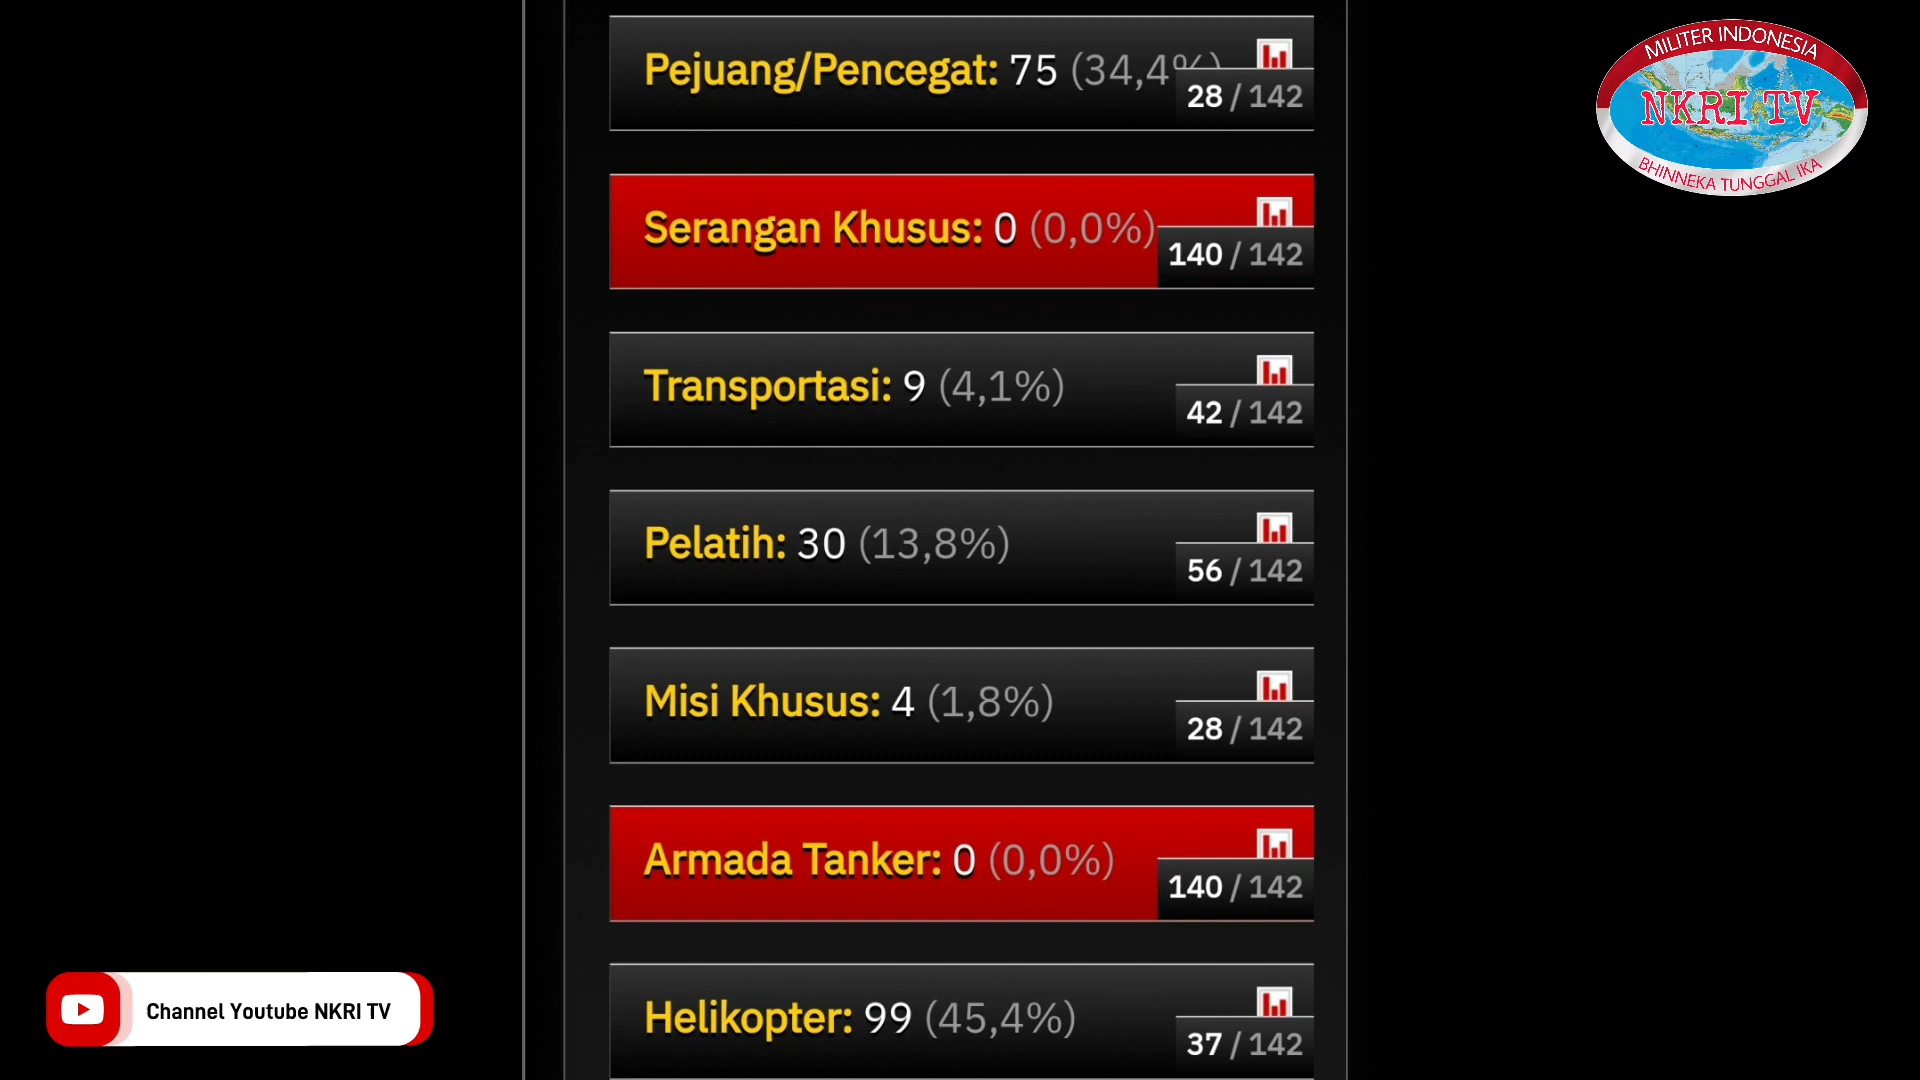 Pejuang/Pencegat: 75 (34,4%)
28 / 142
MILITER INDONESIA
NKRI TV
BHINNEKA TUNGGAL IKA
Serangan Khusus: 0 (0,0%)
140 / 142
Transportasi: 9 (4,1%)
42 / 142
Pelatih: 30 (13,8%)
56 / 142
Misi Khusus: 4 (1,8%)
28 / 142
Armada Tanker: 0 (0,0%)
140 / 142
Helikopter: 99 (45,4%)
37 / 142
Channel Youtube NKRI TV